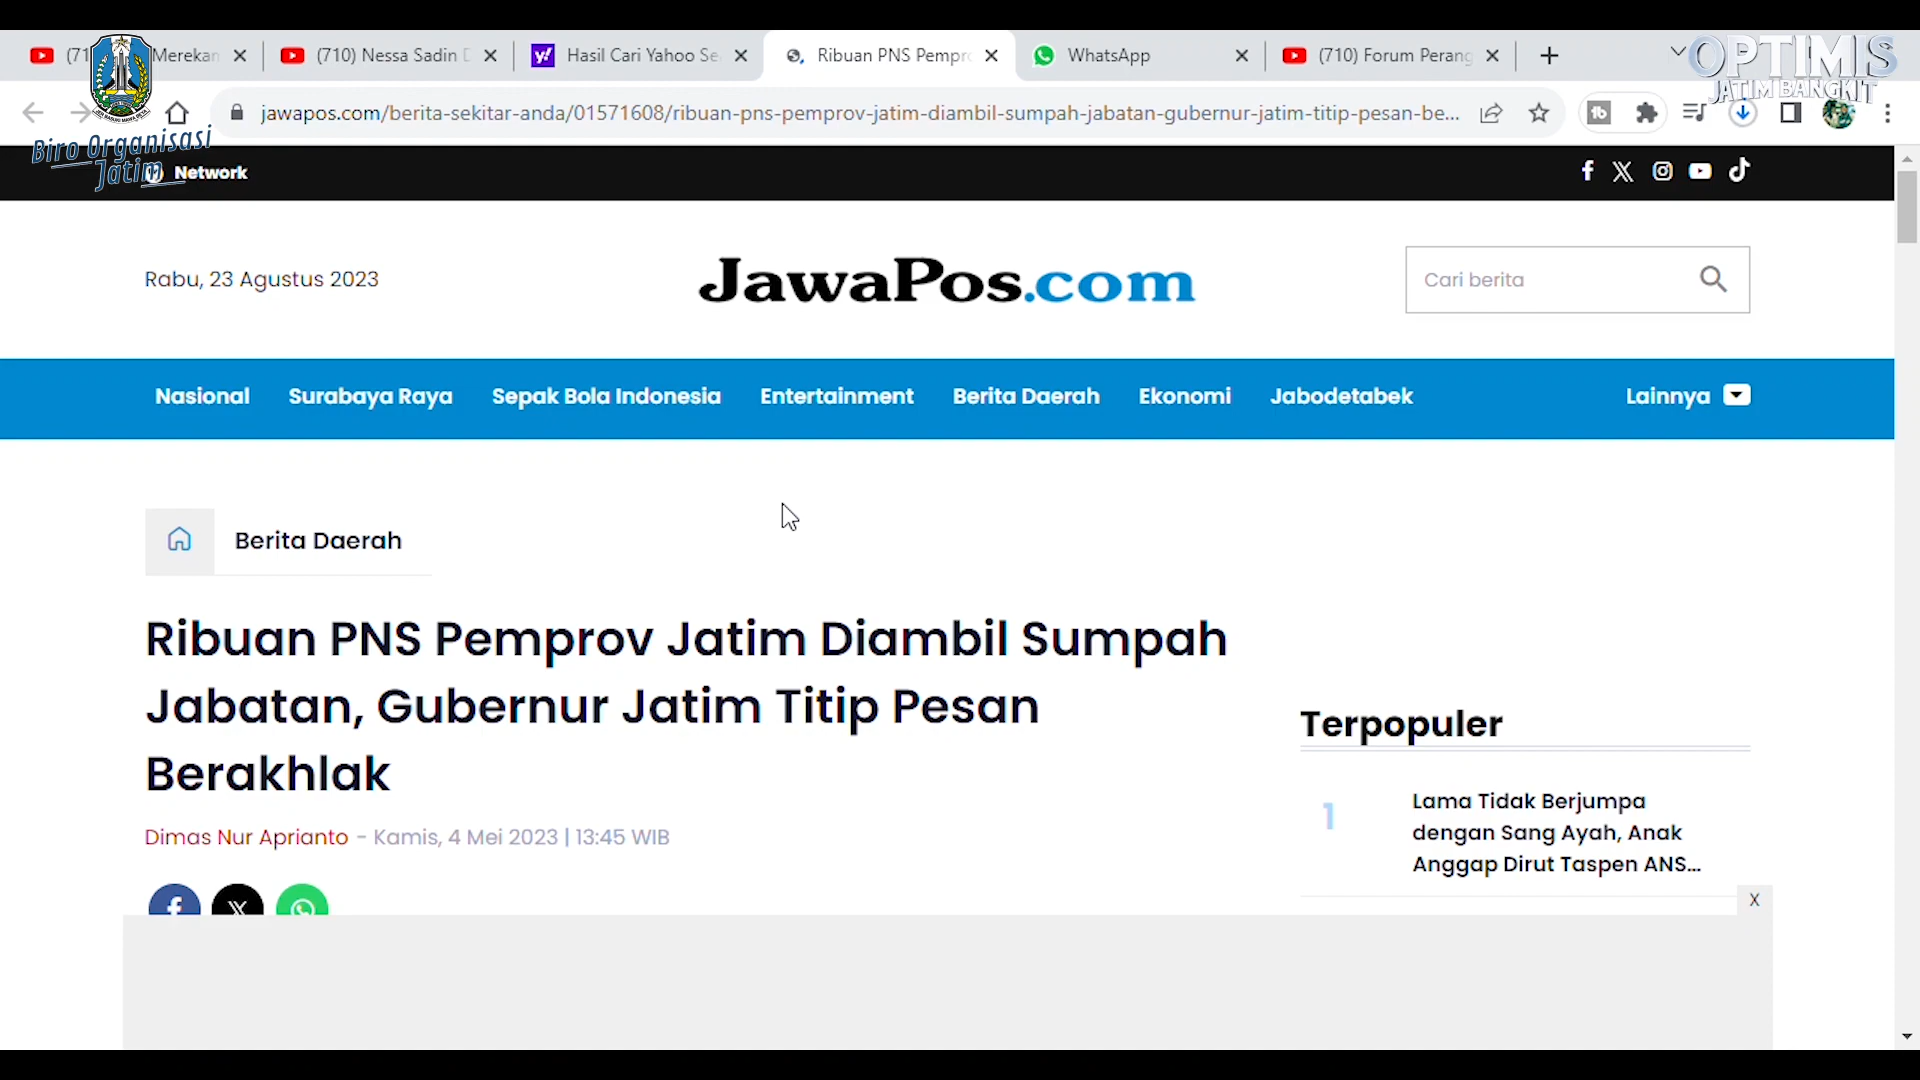 (71
Merekan
(710) Nessa Sadin D
Hasil Cari Yahoo Se
Ribuan PNS Pempro
WhatsApp
(710) Forum Perang
OPTIMIS
JATIM BANGKIT
jawapos.com/berita-sekitar-anda/01571608/ribuan-pns-pemprov-jatim-diambil-sumpah-jabatan-gubernur-jatim-titip-pesan-be...
Biro Organisasi
Jatim
Network
Rabu, 23 Agustus 2023
JawaPos.com
Cari berita
Nasional
Surabaya Raya
Sepak Bola Indonesia
Entertainment
Berita Daerah
Ekonomi
Jabodetabek
Lainnya
Berita Daerah
Ribuan PNS Pemprov Jatim Diambil Sumpah
Jabatan, Gubernur Jatim Titip Pesan
Berakhlak
Dimas Nur Aprianto - Kamis, 4 Mei 2023 | 13:45 WIB
Terpopuler
1
Lama Tidak Berjumpa
dengan Sang Ayah, Anak
Anggap Dirut Taspen ANS...
X